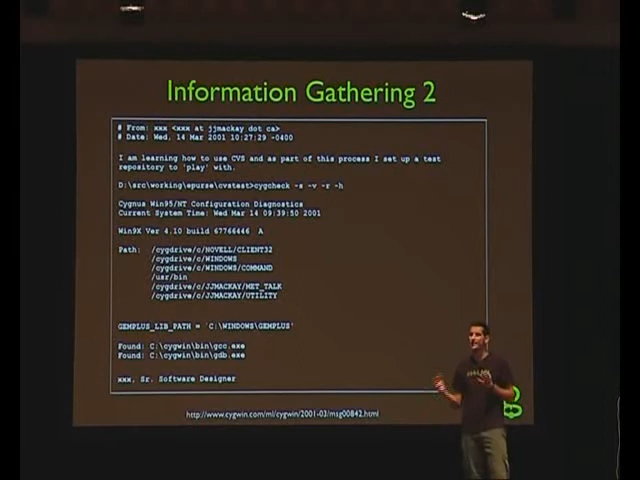 Information Gathering 2
# From: xxx <xxx at jjmackay dot ca>
# Date: Wed, 14 Mar 2001 10:27:29 -0400
I am learning how to use CVS and as part of this process I set up a test
repository to 'play' with.
D:\src\working\epurse\cvstest>cygcheck -s -v -r -h
Cygnus Win95/NT Configuration Diagnostics
Current System Time: Wed Mar 14 09:39:50 2001
Win9X Ver 4.10 build 67766446 A
Path: /cygdrive/c/NOVELL/CLIENT32
/cygdrive/c/WINDOWS
/cygdrive/c/WINDOWS/COMMAND
/usr/bin
/cygdrive/c/JJMACKAY/MET_TALK
/cygdrive/c/JJMACKAY/UTILITY
GEMPLUS_LIB_PATH = 'C:\WINDOWS\GEMPLUS'
Found: C:\cygwin\bin\gcc.exe
Found: C:\cygwin\bin\gdb.exe
xxx, Sr. Software Designer
http://www.cygwin.com/ml/cygwin/2001-03/msg00842.html